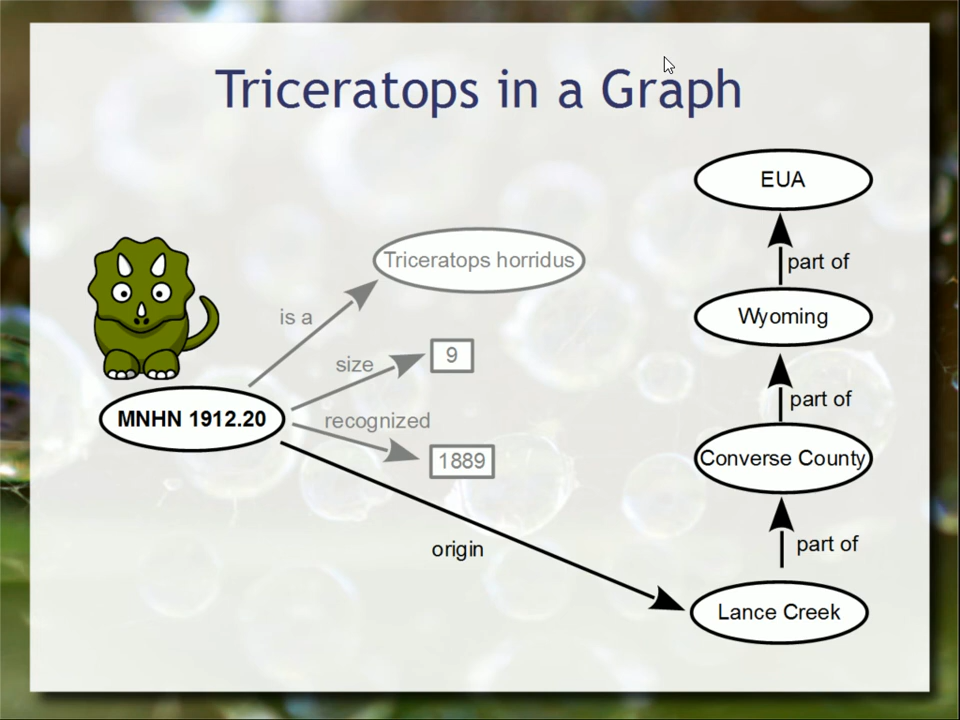 Triceratops in a Graph
EUA
part of
Triceratops horridus
is a
Wyoming
size
9
part of
MNHN 1912.20
recognized
1889
Converse County
origin
part of
Lance Creek